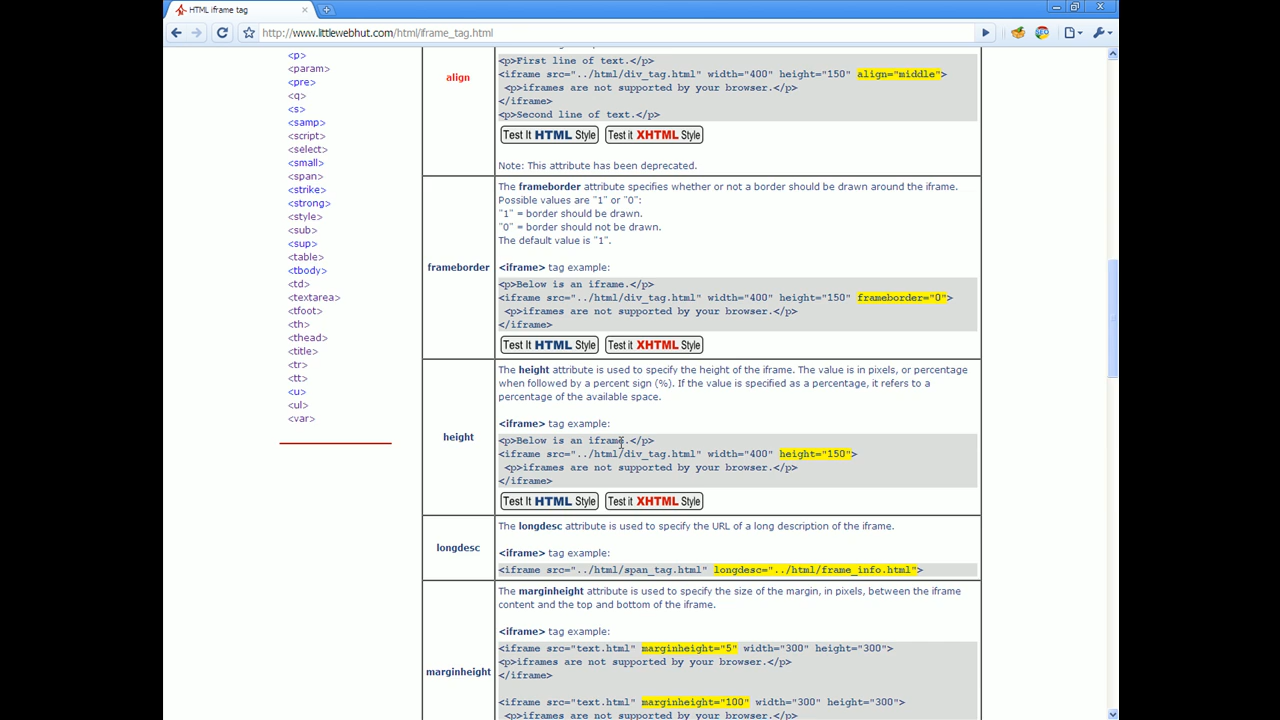 HTML iframe tag
http://www.littlewebhut.com/html/iframe_tag.html
<p>
<param>
<pre>
<q>
<s>
<samp>
<script>
<select>
<small>
<span>
<strike>
<strong>
<style>
<sub>
<sup>
<table>
<tbody>
<td>
<textarea>
<tfoot>
<th>
<thead>
<title>
<tr>
<tt>
<u>
<ul>
<var>
align
<p>First line of text.</p>
<iframe src="../html/div_tag.html" width="400" height="150" align="middle">
<p>iframes are not supported by your browser.</p>
</iframe>
<p>Second line of text.</p>
Test It HTML Style Test it XHTML Style
Note: This attribute has been deprecated.
frameborder
The frameborder attribute specifies whether or not a border should be drawn around the iframe.
Possible values are "1" or "0":
"1" = border should be drawn.
"0" = border should not be drawn.
The default value is "1".
<iframe> tag example:
<p>Below is an iframe.</p>
<iframe src="../html/div_tag.html" width="400" height="150" frameborder="0">
<p>iframes are not supported by your browser.</p>
</iframe>
Test It HTML Style Test it XHTML Style
height
The height attribute is used to specify the height of the iframe. The value is in pixels, or percentage
when followed by a percent sign (%). If the value is specified as a percentage, it refers to a
percentage of the available space.
<iframe> tag example:
<p>Below is an iframe.</p>
<iframe src="../html/div_tag.html" width="400" height="150">
<p>iframes are not supported by your browser.</p>
</iframe>
Test It HTML Style Test it XHTML Style
longdesc
The longdesc attribute is used to specify the URL of a long description of the iframe.
<iframe> tag example:
<iframe src="../html/span_tag.html" longdesc="../html/frame_info.html">
marginheight
The marginheight attribute is used to specify the size of the margin, in pixels, between the iframe
content and the top and bottom of the iframe.
<iframe> tag example:
<iframe src="text.html" marginheight="5" width="300" height="300">
<p>iframes are not supported by your browser.</p>
</iframe>
<iframe src="text.html" marginheight="100" width="300" height="300">
<p>iframes are not supported by your browser.</p>